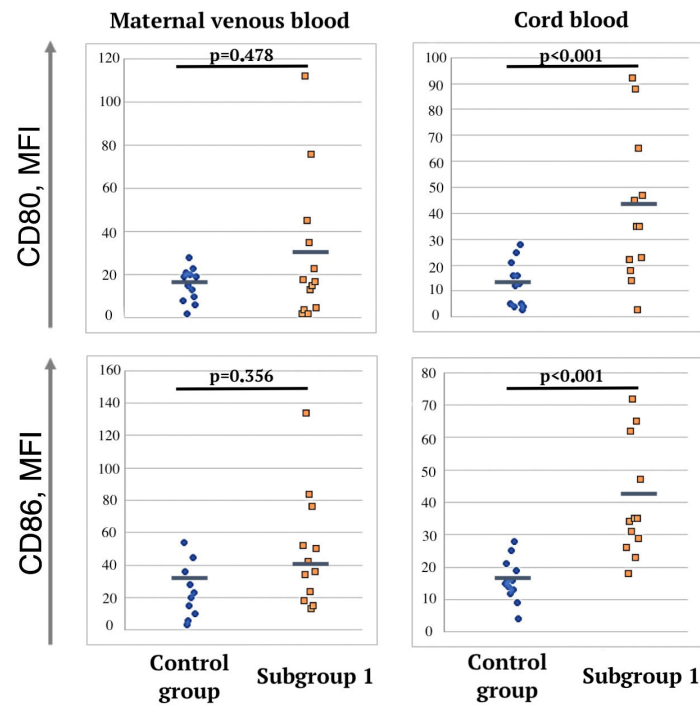 Maternal venous blood
Cord blood
CD80, MFI
p=0.478
120
100
80
60
40
20
0
p<0.001
100
90
80
70
60
50
40
30
20
10
0
CD86, MFI
p=0.356
160
140
120
100
80
60
40
20
0
p<0.001
80
70
60
50
40
30
20
10
0
Control
group
Subgroup 1
Control
group
Subgroup 1